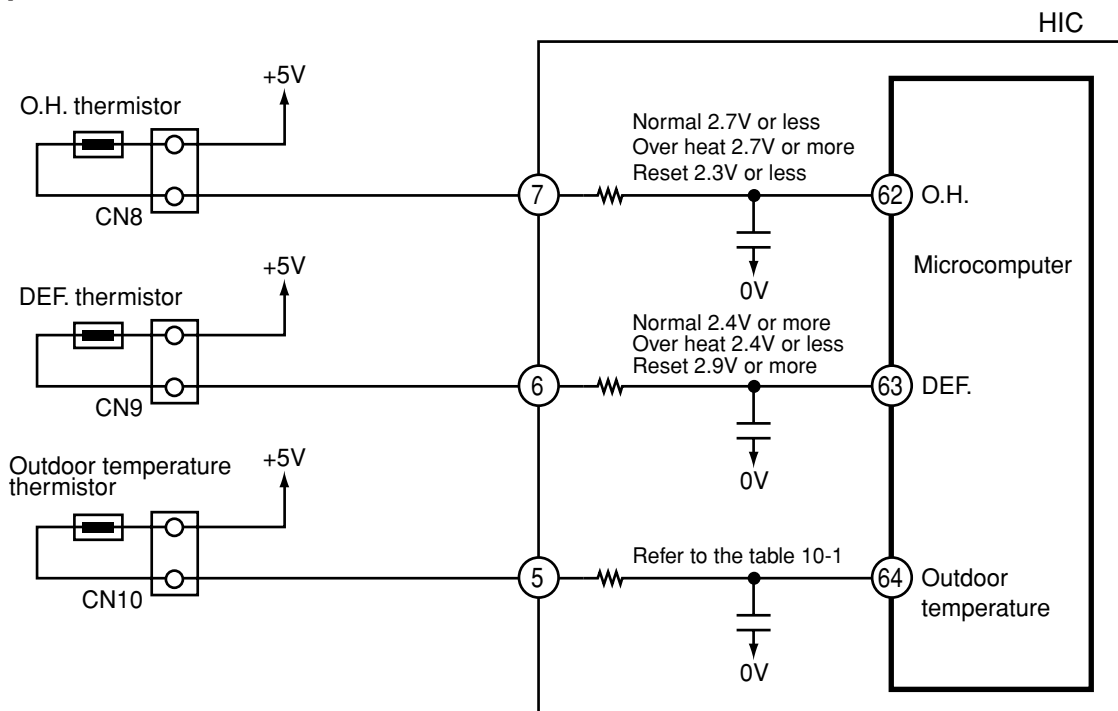 HIC
+5V
O.H. thermistor
CN8
7
Normal 2.7V or less
Over heat 2.7V or more
Reset 2.3V or less
0V
62
O.H.
Microcomputer
+5V
DEF. thermistor
CN9
6
Normal 2.4V or more
Over heat 2.4V or less
Reset 2.9V or more
0V
63
DEF.
+5V
Outdoor temperature
thermistor
CN10
5
Refer to the table 10-1
0V
64
Outdoor
temperature